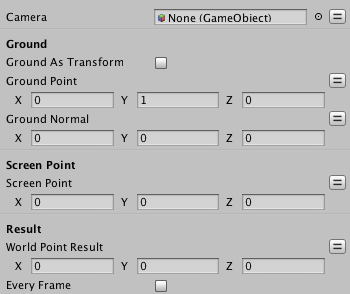 Camera None (GameObject)
Ground
Ground As Transform
Ground Point
X 0 Y 1 Z 0
Ground Normal
X 0 Y 0 Z 0
Screen Point
Screen Point
X 0 Y 0 Z 0
Result
World Point Result
X 0 Y 0 Z 0
Every Frame